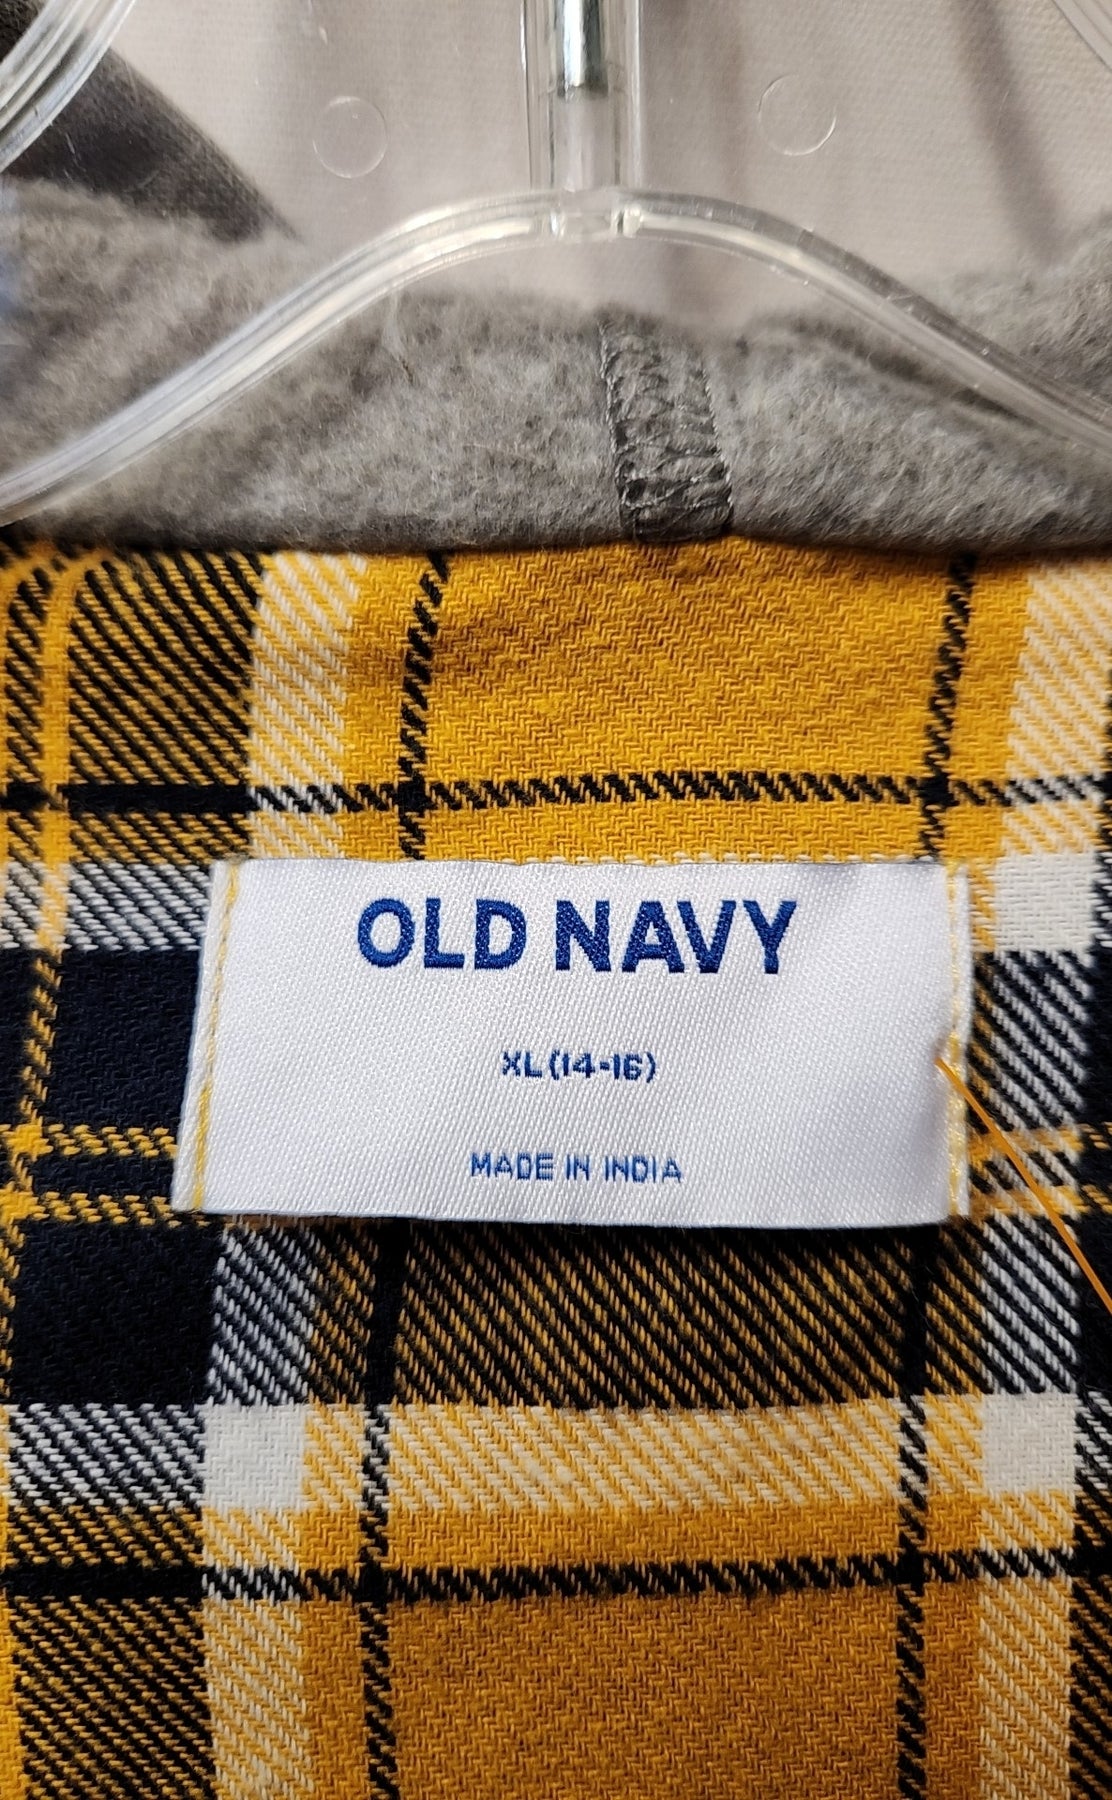 OLD NAVY
XL (14-16)
MADE IN INDIA